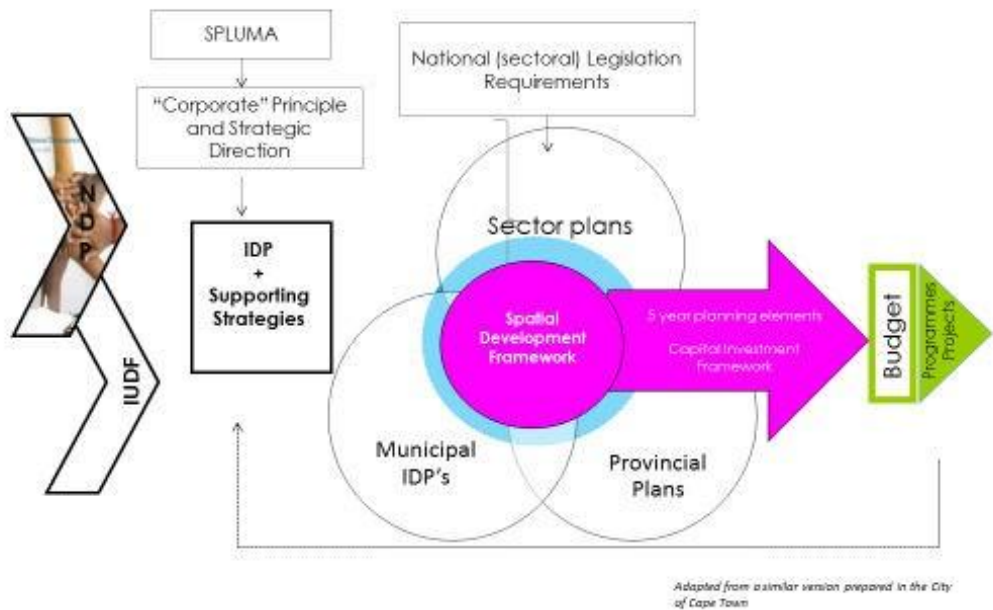 SPLUMA
National (sectoral) Legislation
Requirements
"Corporate" Principle
and Strategic
Direction
NDP
IUDF
IDP
+
Supporting
Strategies
Sector plans
Spatial
Development
Framework
5 year planning elements
Capital Investment
Framework
Budget
Programmes
Projects
Municipal
IDP's
Provincial
Plans
Adapted from a similar version prepared in the City
of Cape Town